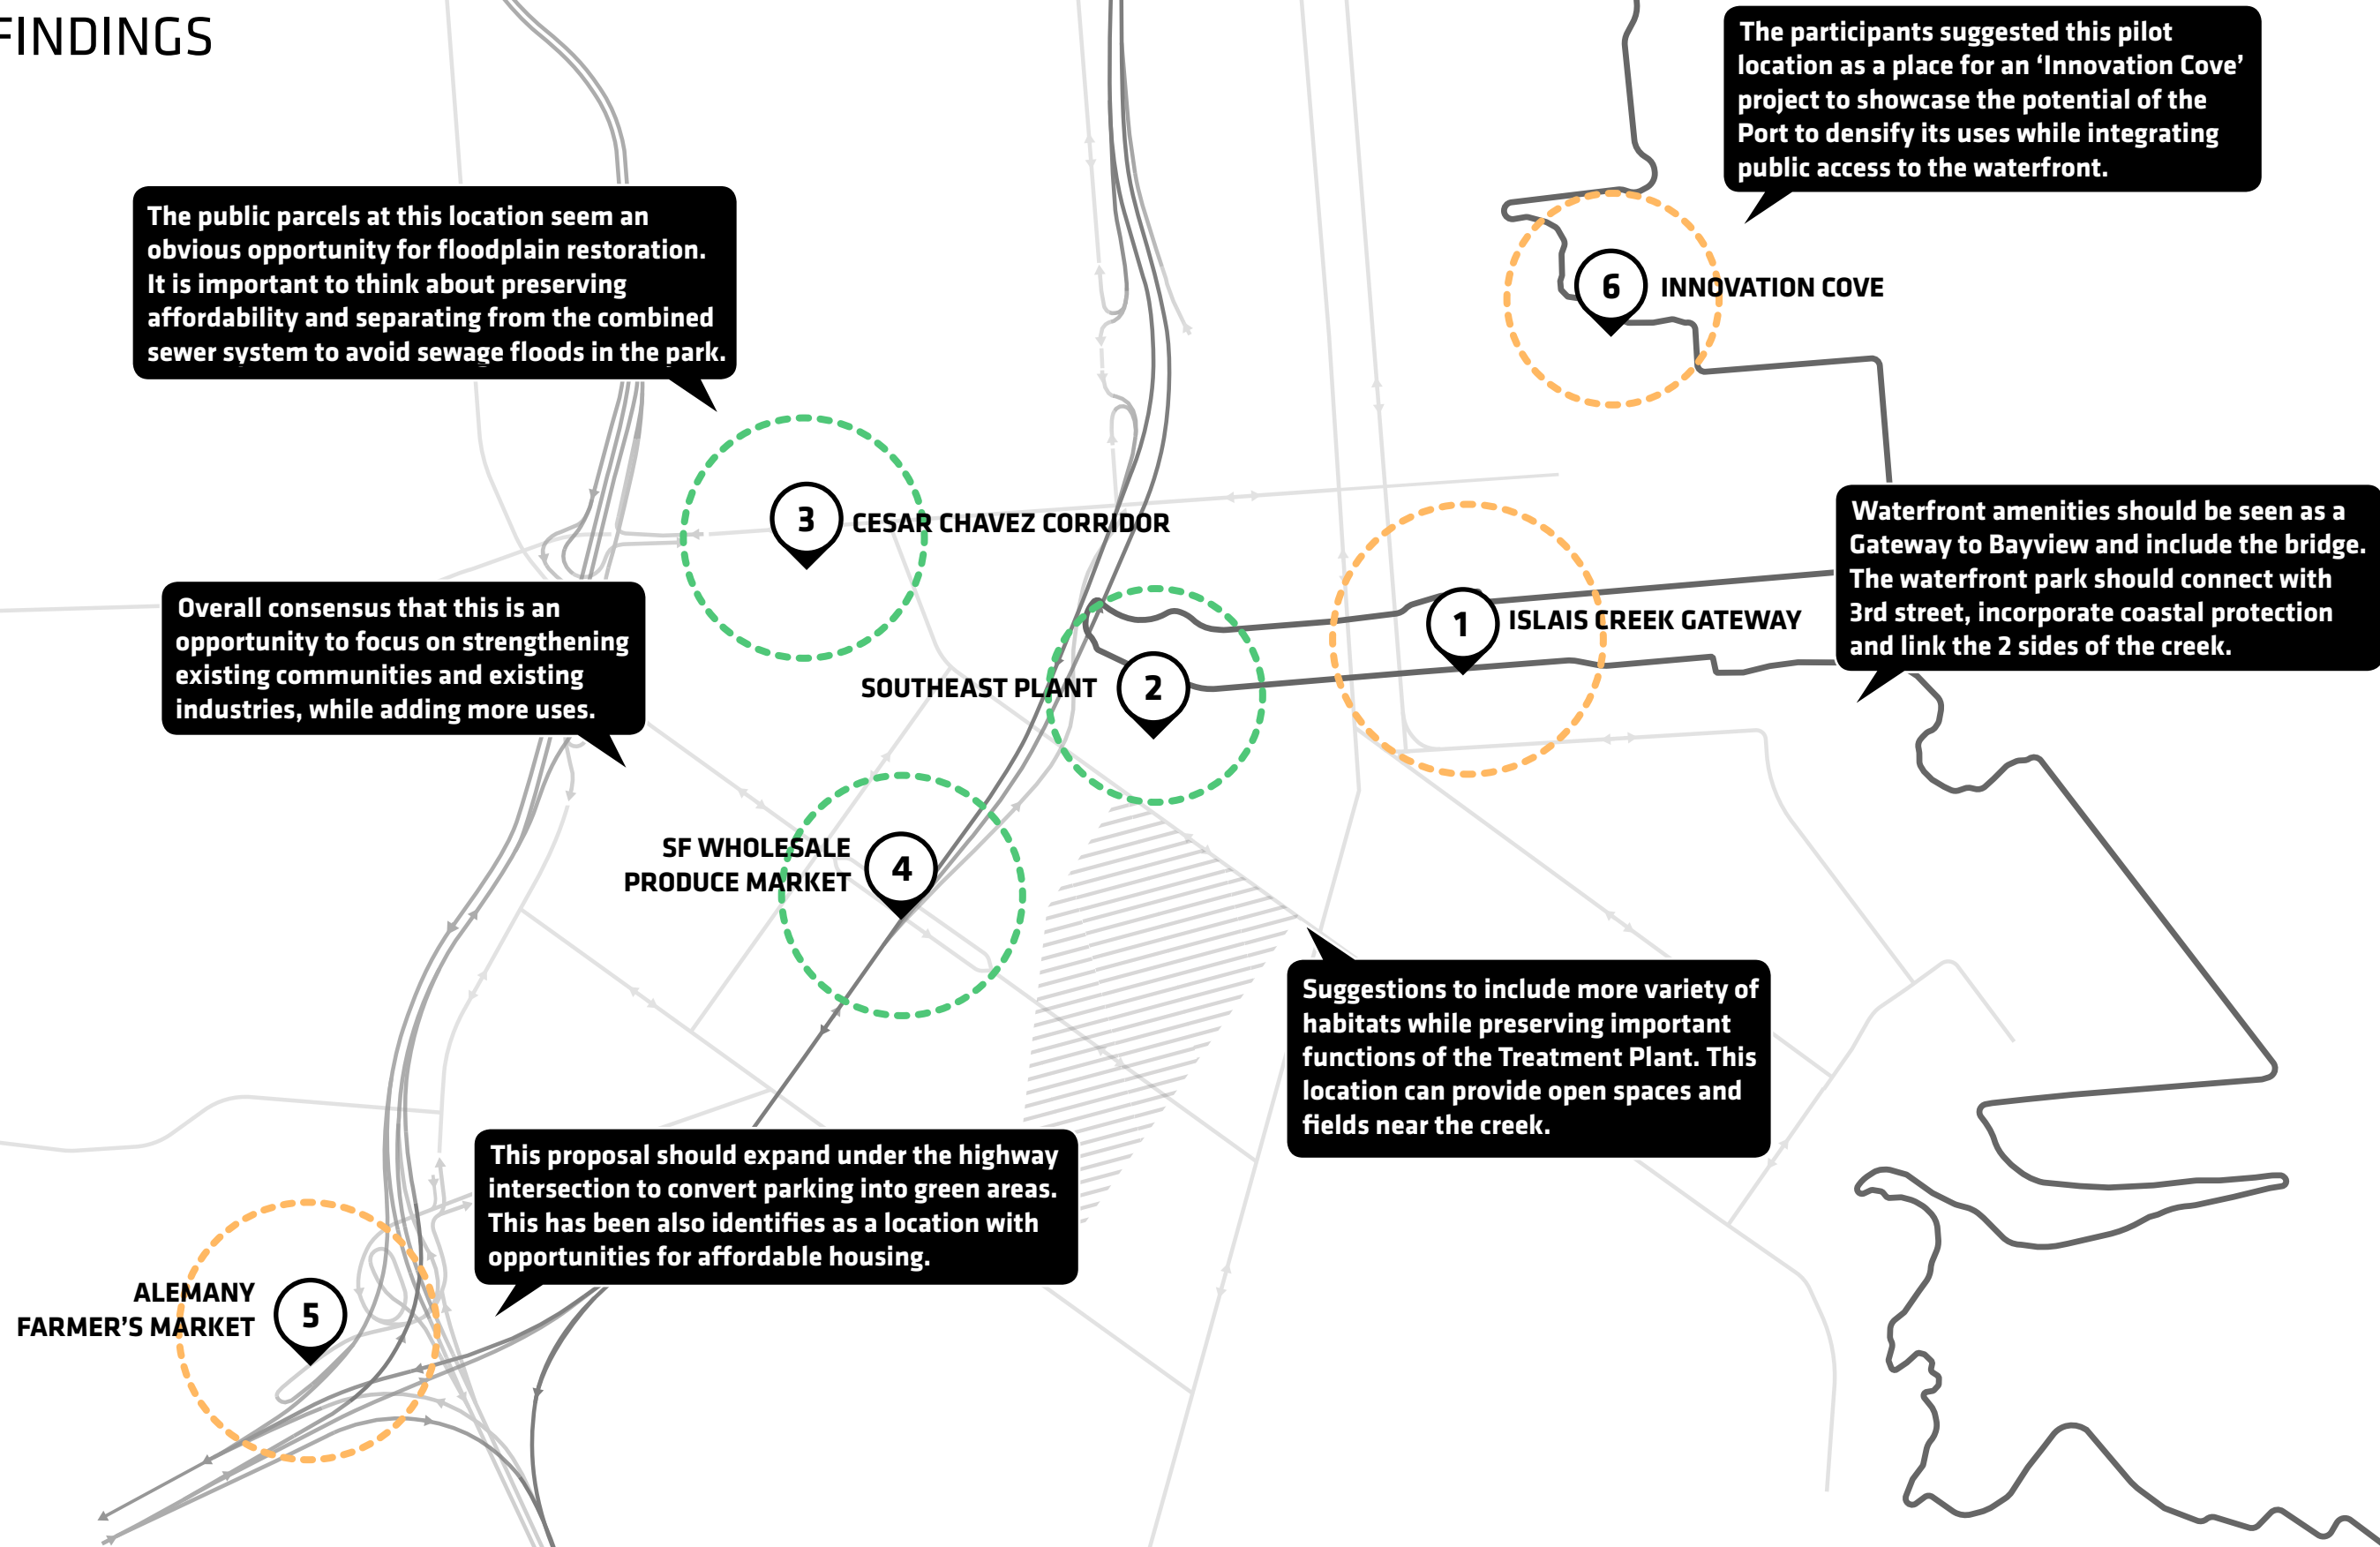 FINDINGS
The participants suggested this pilot
location as a place for an ‘Innovation Cove’
project to showcase the potential of the
Port to densify its uses while integrating
public access to the waterfront.
The public parcels at this location seem an
obvious opportunity for floodplain restoration.
It is important to think about preserving
affordability and separating from the combined
sewer system to avoid sewage floods in the park.
6
INNOVATION COVE
3
CESAR CHAVEZ CORRIDOR
Waterfront amenities should be seen as a
Gateway to Bayview and include the bridge.
The waterfront park should connect with
3rd street, incorporate coastal protection
and link the 2 sides of the creek.
Overall consensus that this is an
opportunity to focus on strengthening
existing communities and existing
industries, while adding more uses.
1
ISLAIS CREEK GATEWAY
SOUTHEAST PLANT
2
SF WHOLESALE
PRODUCE MARKET
4
Suggestions to include more variety of
habitats while preserving important
functions of the Treatment Plant. This
location can provide open spaces and
fields near the creek.
This proposal should expand under the highway
intersection to convert parking into green areas.
This has been also identifies as a location with
opportunities for affordable housing.
ALEMANY
FARMER’S MARKET
5